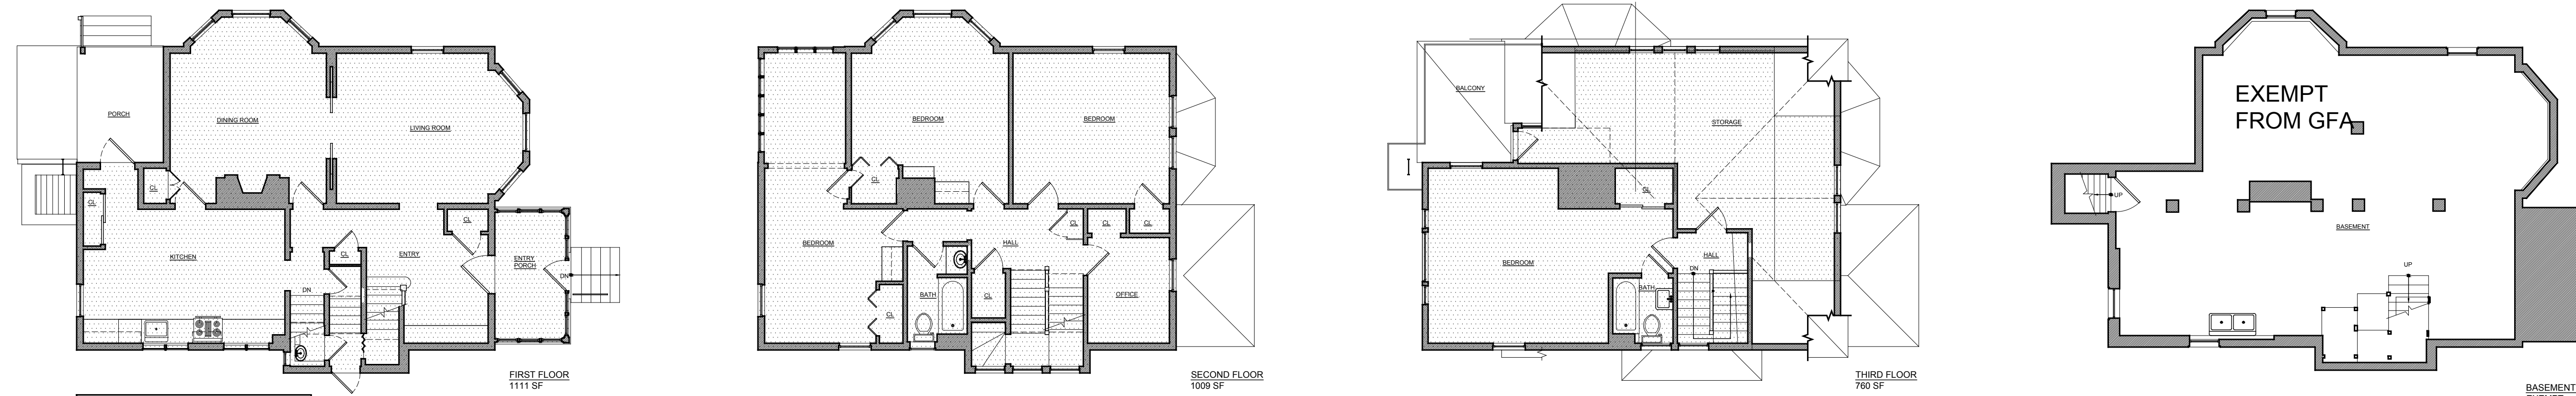 PORCH
DINING ROOM
LIVING ROOM
CL
CL
KITCHEN
CL
CL
ENTRY
ENTRY
PORCH
DN
DN
FIRST FLOOR
1111 SF
BEDROOM
BEDROOM
CL
BEDROOM
HALL
CL
CL
CL
BATH
CL
CL
OFFICE
SECOND FLOOR
1009 SF
BALCONY
STORAGE
CL
BEDROOM
HALL
DN
BATH
THIRD FLOOR
760 SF
EXEMPT
FROM GFA
UP
BASEMENT
UP
BASEMENT